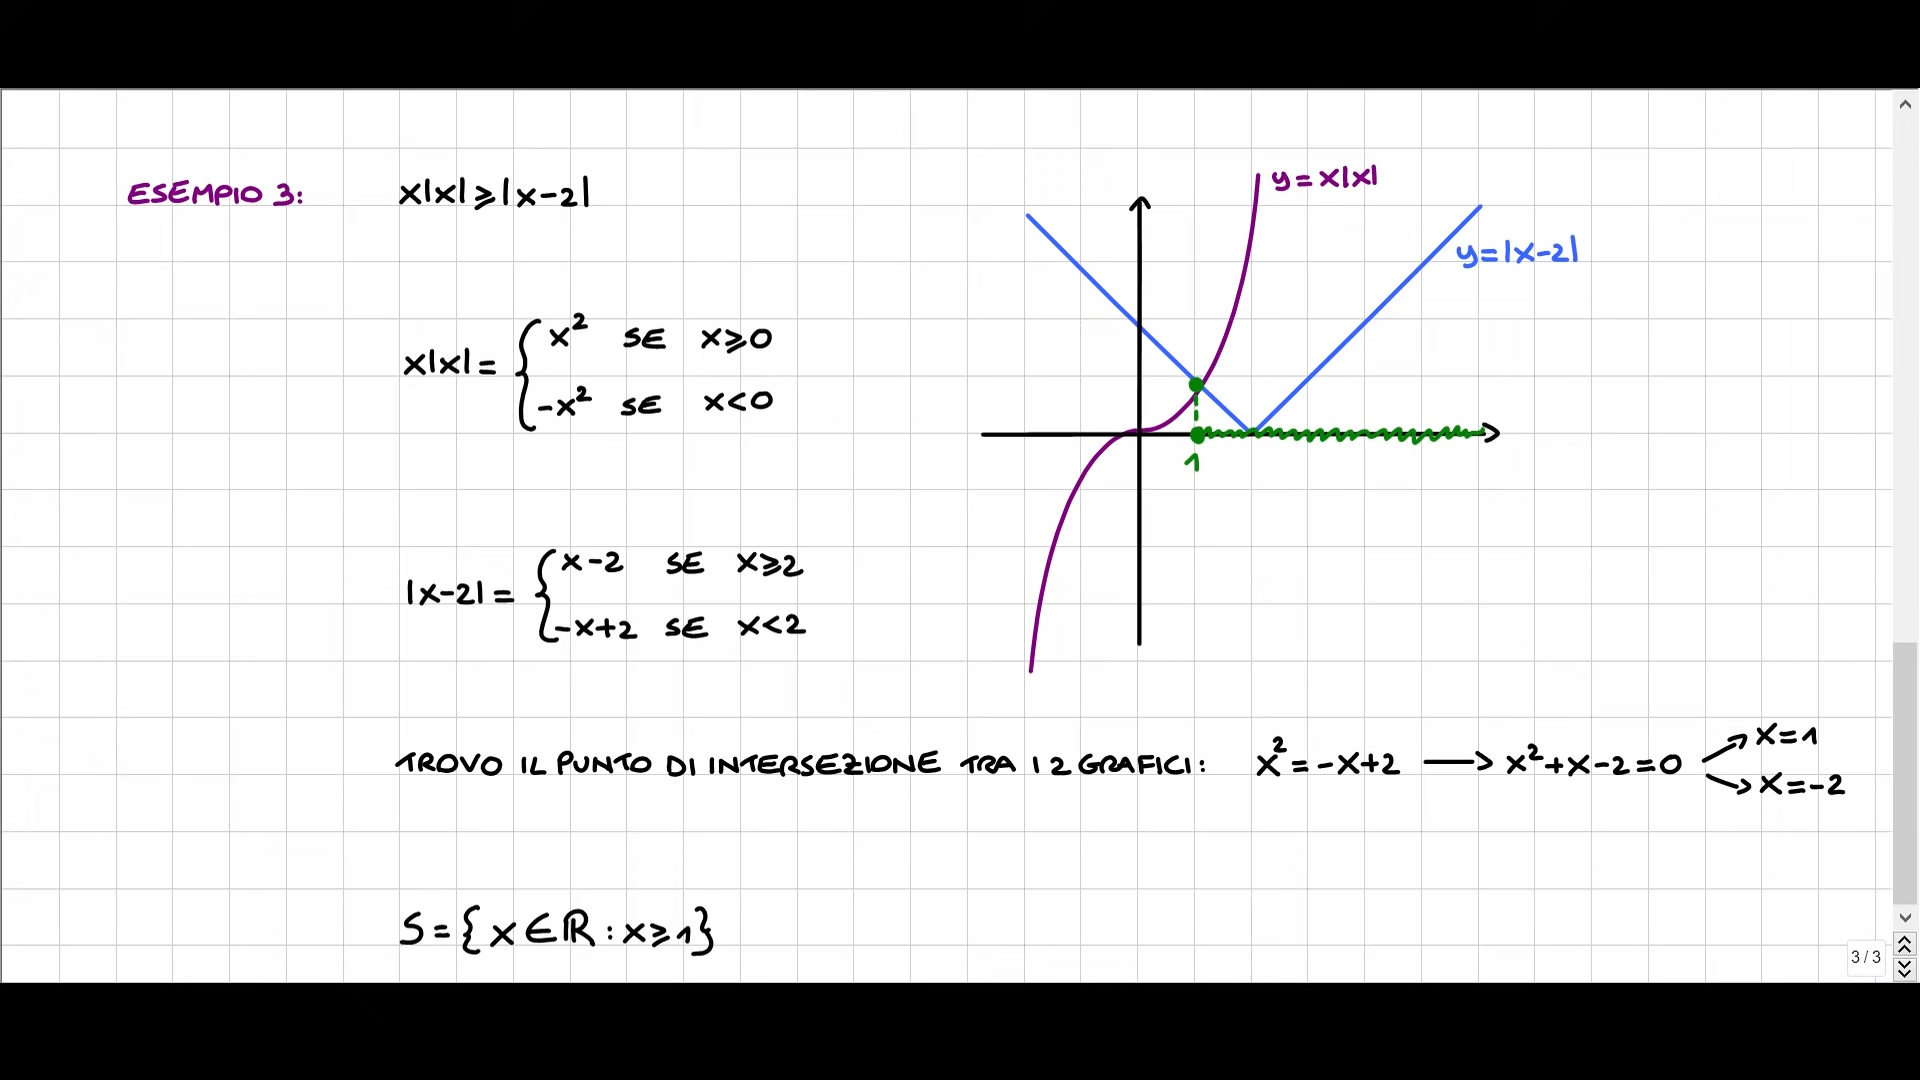 ESEMPIO 3: x|x|≥|x-2|
y=x|x|
y=|x-2|
x|x|= { x² SE x≥0
-x² SE x<0
1
|x-2|= { x-2 SE x≥2
-x+2 SE x<2
TROVO IL PUNTO DI INTERSEZIONE TRA I 2 GRAFICI: x²=-x+2 → x²+x-2=0
x=1
x=-2
S={x∈ℝ:x≥1}
3 / 3